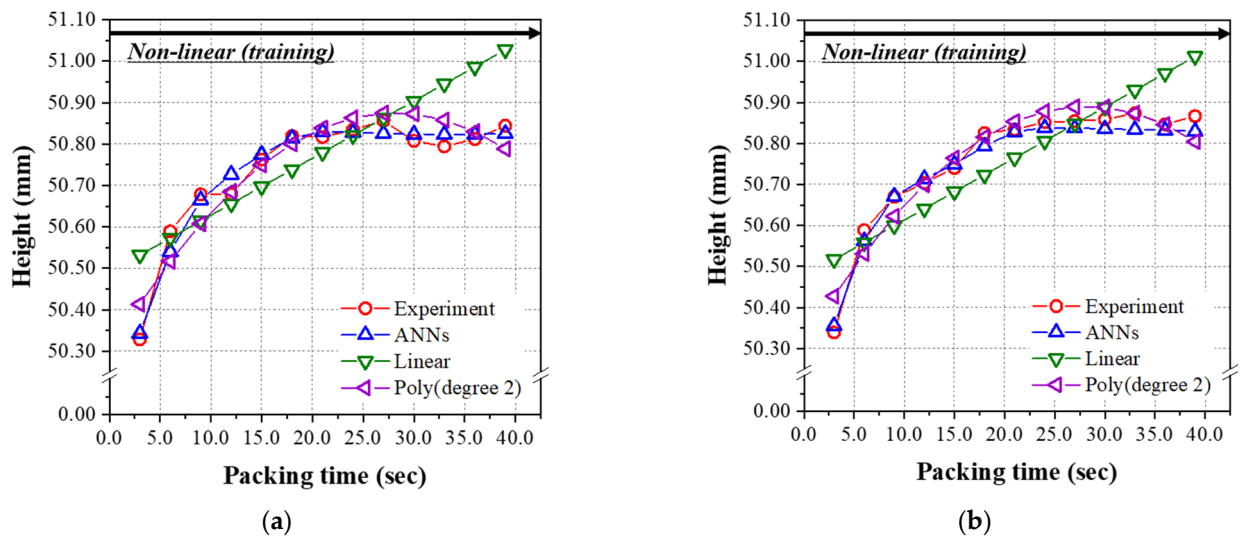 51.10
51.00
50.90
50.80
50.70
50.60
50.50
50.40
50.30
0.00
Height (mm)
Non-linear (training)
Experiment
ANNs
Linear
Poly(degree 2)
0.0 5.0 10.0 15.0 20.0 25.0 30.0 35.0 40.0
Packing time (sec)
(a)
51.10
51.00
50.90
50.80
50.70
50.60
50.50
50.40
50.30
0.00
Height (mm)
Non-linear (training)
Experiment
ANNs
Linear
Poly(degree 2)
0.0 5.0 10.0 15.0 20.0 25.0 30.0 35.0 40.0
Packing time (sec)
(b)